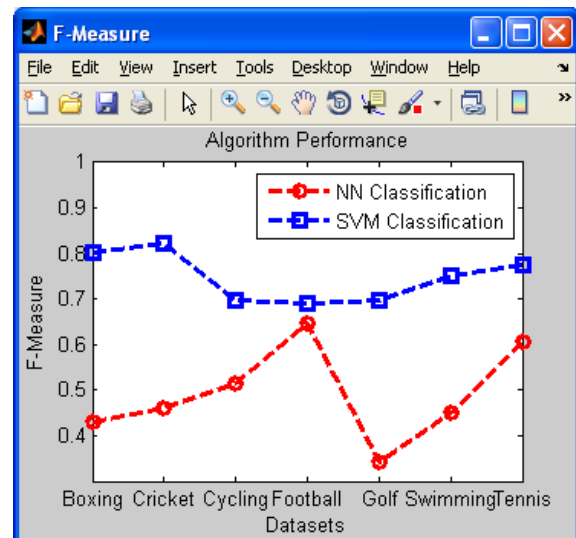 F-Measure
File Edit View Insert Tools Desktop Window Help
Algorithm Performance
1
0.9
0.8
0.7
0.6
0.5
0.4
F-Measure
NN Classification
SVM Classification
Boxing Cricket Cycling Football Golf Swimming Tennis
Datasets